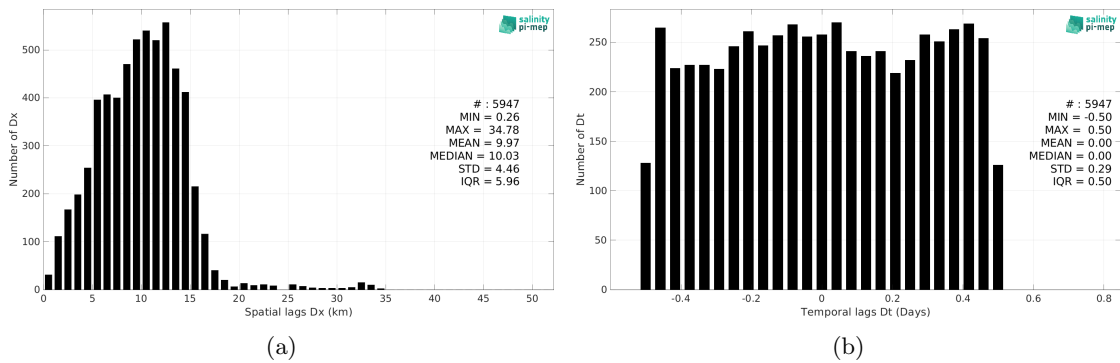 salinity
pi-mep
Number of Dx
500
400
300
200
100
0
# : 5947
MIN = 0.26
MAX = 34.78
MEAN = 9.97
MEDIAN = 10.03
STD = 4.46
IQR = 5.96
0 5 10 15 20 25 30 35 40 45 50
Spatial lags Dx (km)
(a)
salinity
pi-mep
Number of Dt
250
200
150
100
50
0
# : 5947
MIN = -0.50
MAX = 0.50
MEAN = 0.00
MEDIAN = 0.00
STD = 0.29
IQR = 0.50
-0.4 -0.2 0 0.2 0.4 0.6 0.8
Temporal lags Dt (Days)
(b)